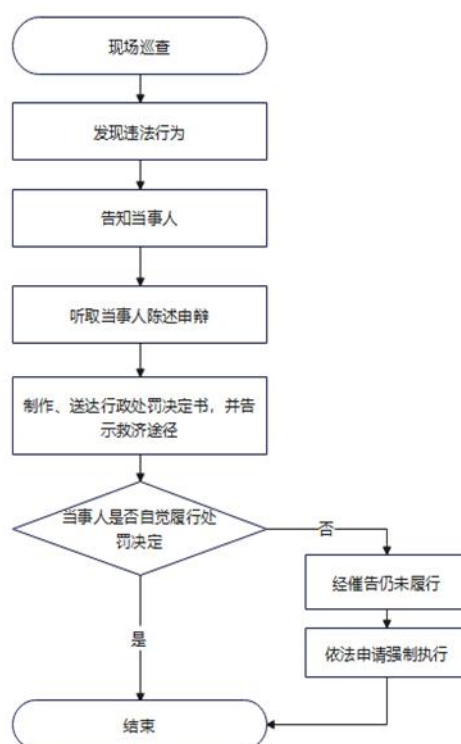 现场巡查
发现违法行为
告知当事人
听取当事人陈述申辩
制作、送达行政处罚决定书，并告
示救济途径
当事人是否自觉履行处
罚决定
否
经催告仍未履行
是
依法申请强制执行
结束